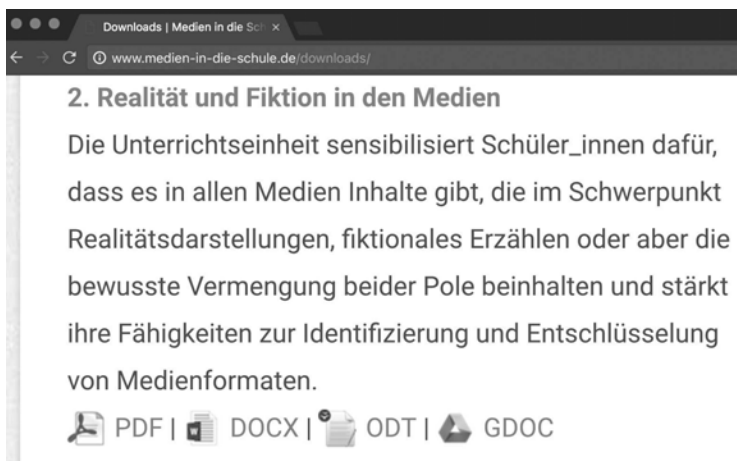 Downloads | Medien in die Sch
www.medien-in-die-schule.de/downloads/
2. Realität und Fiktion in den Medien
Die Unterrichtseinheit sensibilisiert Schüler_innen dafür,
dass es in allen Medien Inhalte gibt, die im Schwerpunkt
Realitätsdarstellungen, fiktionales Erzählen oder aber die
bewusste Vermengung beider Pole beinhalten und stärkt
ihre Fähigkeiten zur Identifizierung und Entschlüsselung
von Medienformaten.
PDF | DOCX | ODT | GDOC